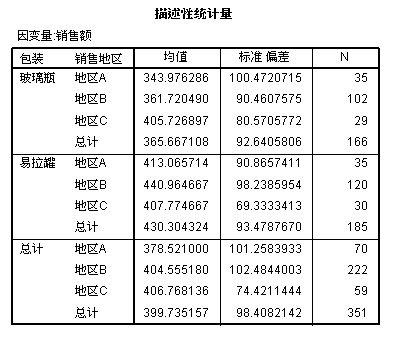 描述性统计量
因变量:销售额
包装 销售地区 均值 标准 偏差 N
玻璃瓶 地区A 343.976286 100.4720715 35
地区B 361.720490 90.4607575 102
地区C 405.726897 80.5705772 29
总计 365.667108 92.6405806 166
易拉罐 地区A 413.065714 90.8657411 35
地区B 440.964667 98.2385954 120
地区C 407.774667 69.3333413 30
总计 430.304324 93.4787670 185
总计 地区A 378.521000 101.2583933 70
地区B 404.555180 102.4844003 222
地区C 406.768136 74.4211444 59
总计 399.735157 98.4082142 351